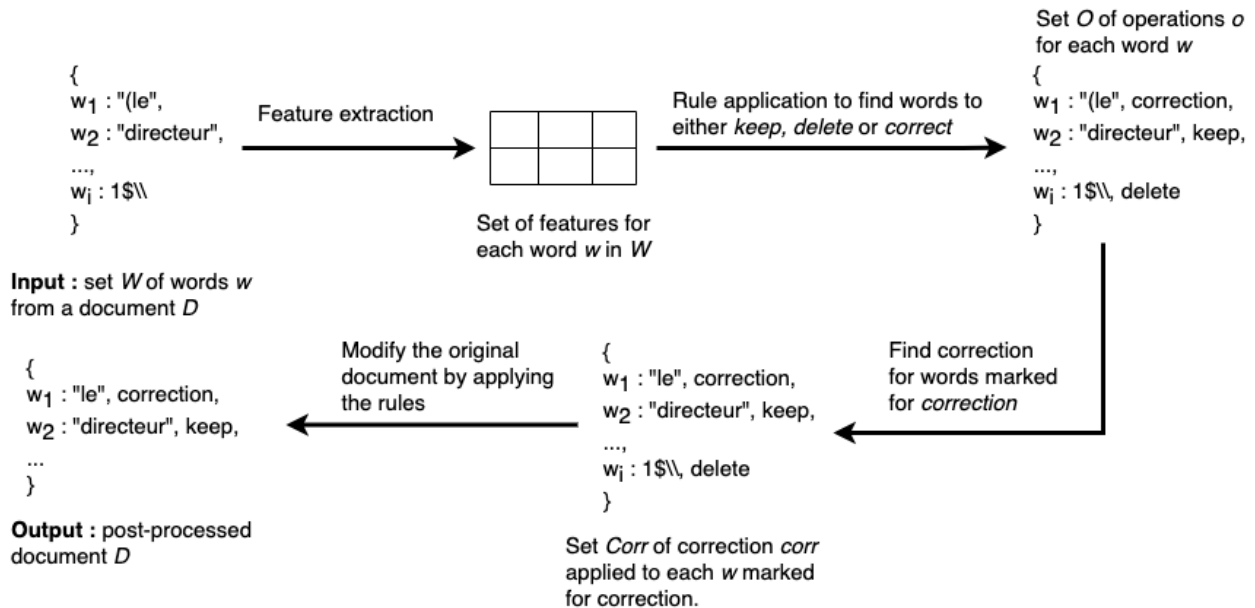 {
w1 : "(le",
w2 : "directeur",
...,
wi : 1$\\
}
Input : set W of words w
from a document D
Feature extraction
Set of features for
each word w in W
Rule application to find words to
either keep, delete or correct
Set O of operations o
for each word w
{
w1 : "(le", correction,
w2 : "directeur", keep,
...,
wi : 1$\\, delete
}
Find correction
for words marked
for correction
{
w1 : "le", correction,
w2 : "directeur", keep,
...,
wi : 1$\\, delete
}
Set Corr of correction corr
applied to each w marked
for correction.
Modify the original
document by applying
the rules
{
w1 : "le", correction,
w2 : "directeur", keep,
...
}
Output : post-processed
document D